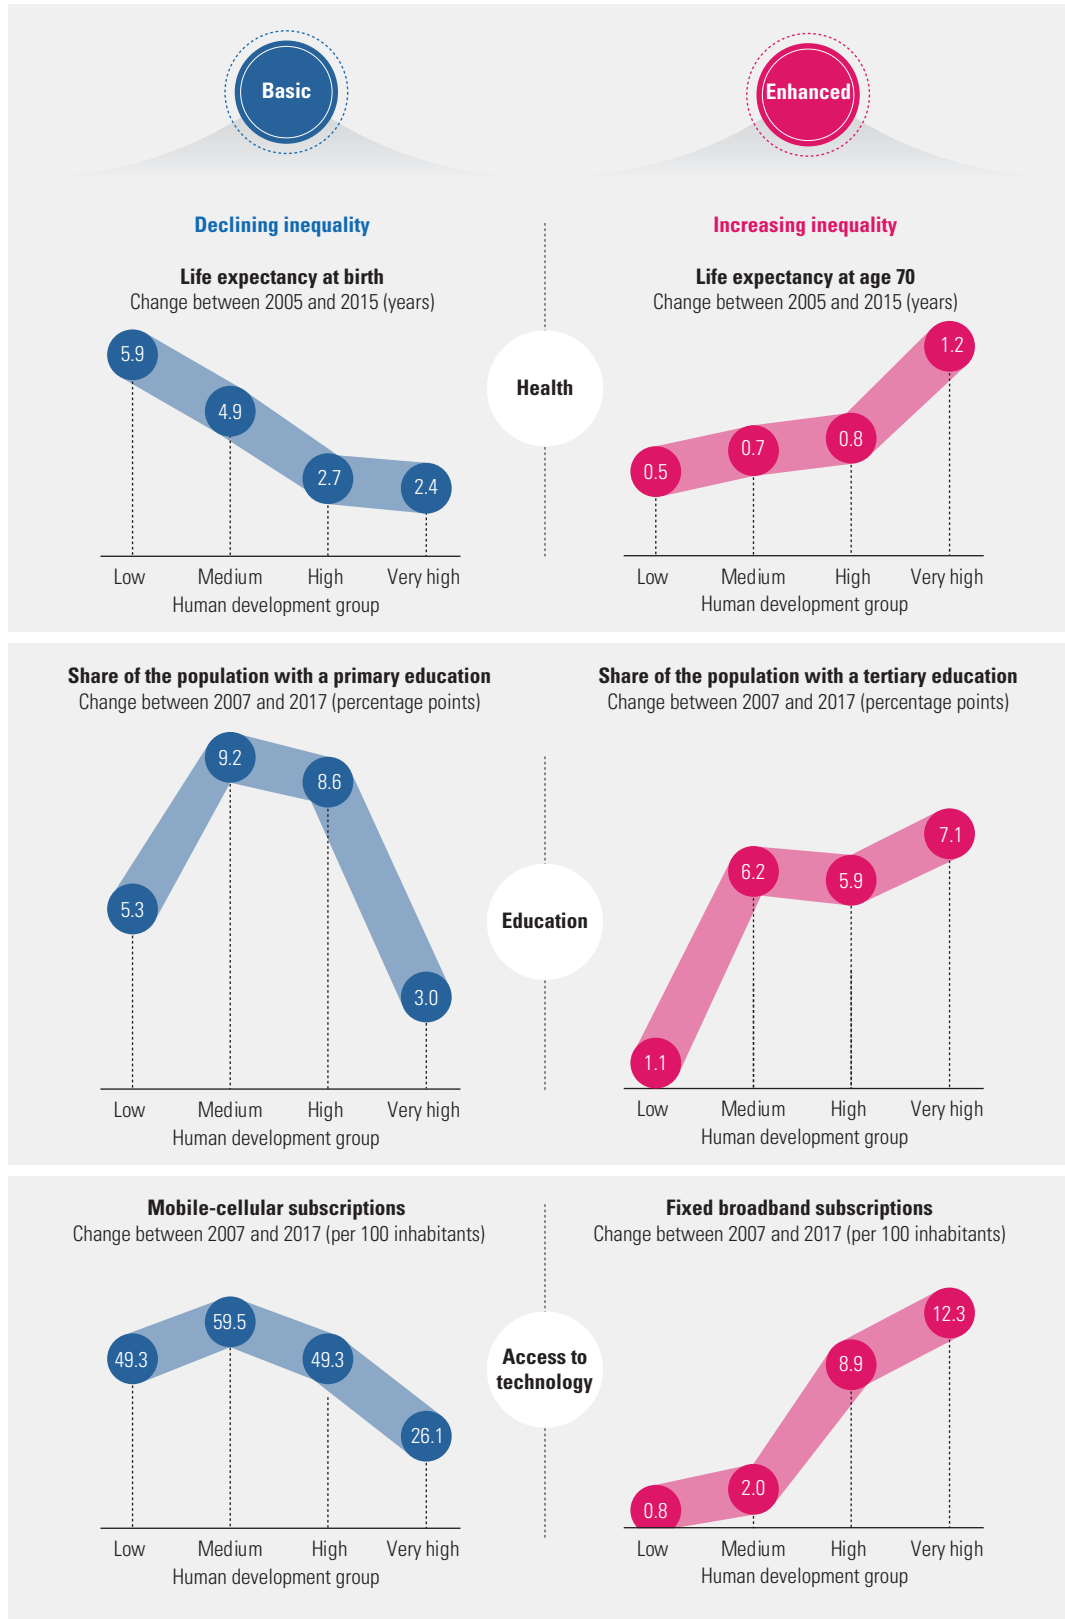 Basic
Enhanced
Declining inequality
Increasing inequality
Life expectancy at birth
Change between 2005 and 2015 (years)
5.9
4.9
2.7
2.4
Low Medium High Very high
Human development group
Health
Life expectancy at age 70
Change between 2005 and 2015 (years)
0.5
0.7
0.8
1.2
Low Medium High Very high
Human development group
Share of the population with a primary education
Change between 2007 and 2017 (percentage points)
5.3
9.2
8.6
3.0
Low Medium High Very high
Human development group
Education
Share of the population with a tertiary education
Change between 2007 and 2017 (percentage points)
1.1
6.2
5.9
7.1
Low Medium High Very high
Human development group
Mobile-cellular subscriptions
Change between 2007 and 2017 (per 100 inhabitants)
49.3
59.5
49.3
26.1
Low Medium High Very high
Human development group
Access to
technology
Fixed broadband subscriptions
Change between 2007 and 2017 (per 100 inhabitants)
0.8
2.0
8.9
12.3
Low Medium High Very high
Human development group